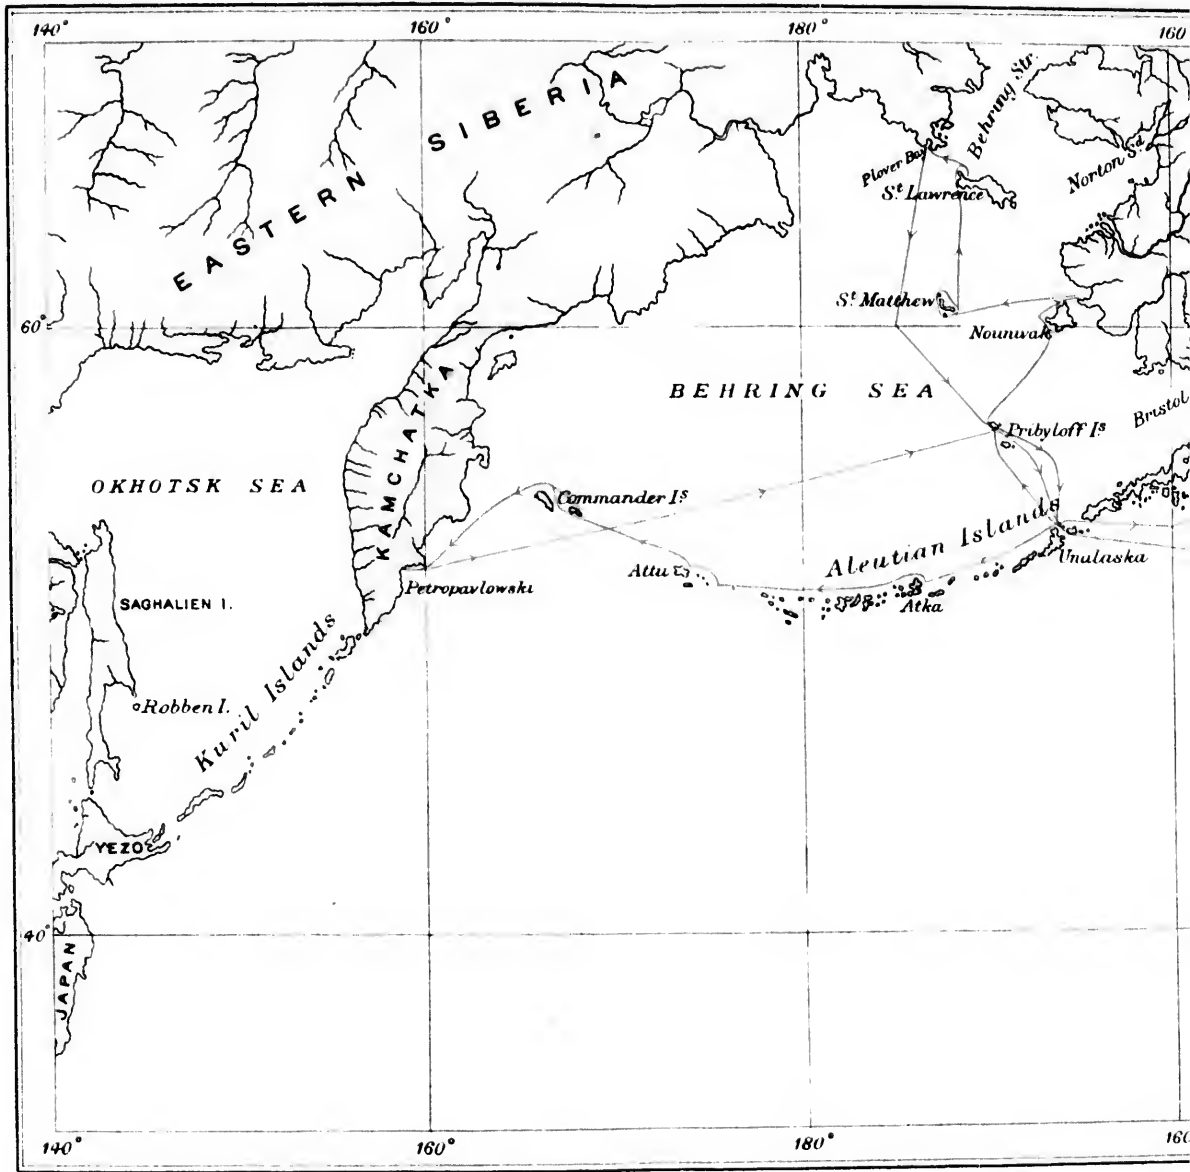 140° 160° 180° 160
EASTERN SIBERIA
Behring Str.
Plover Bay
Norton Sd
St Lawrence
St Matthew
60°
Nounivak
KAMCHATKA
BEHRING SEA
Bristol
Pribyloff Is
OKHOTSK SEA
Commander Is
Aleutian Islands
Unulaska
Attu
Petropavlowski
Atka
SAGHALIEN I.
Kuril Islands
Robben I.
YEZO
40°
JAPAN
140° 160° 180° 160